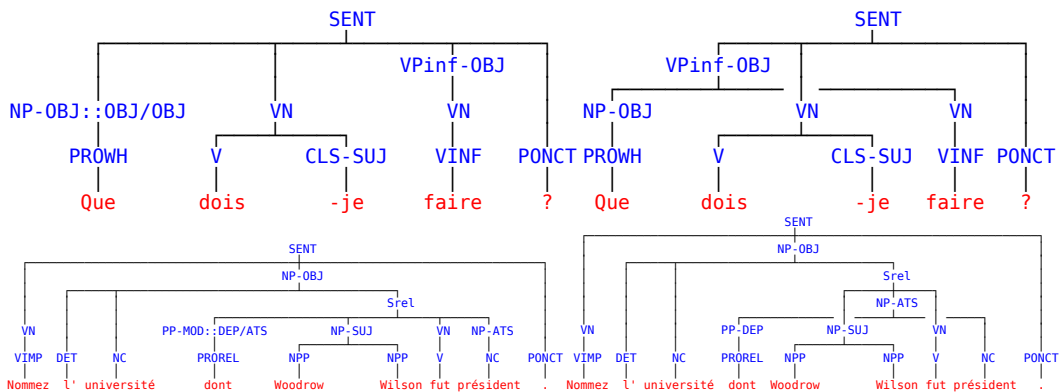 SENT
VPinf-OBJ
NP-OBJ::OBJ/OBJ VN VN
PROWH V CLS-SUJ VINF PONCT
Que dois -je faire ?
SENT
VPinf-OBJ
NP-OBJ VN VN
PROWH V CLS-SUJ VINF PONCT
Que dois -je faire ?
SENT
NP-OBJ
Srel
VN PP-MOD::DEP/ATS NP-SUJ VN NP-ATS
VIMP DET NC PROREL NPP NPP V NC PONCT
Nommez l' université dont Woodrow Wilson fut président .
SENT
NP-OBJ
Srel
NP-ATS
VN PP-DEP NP-SUJ VN
VIMP DET NC PROREL NPP NPP V NC PONCT
Nommez l' université dont Woodrow Wilson fut président .